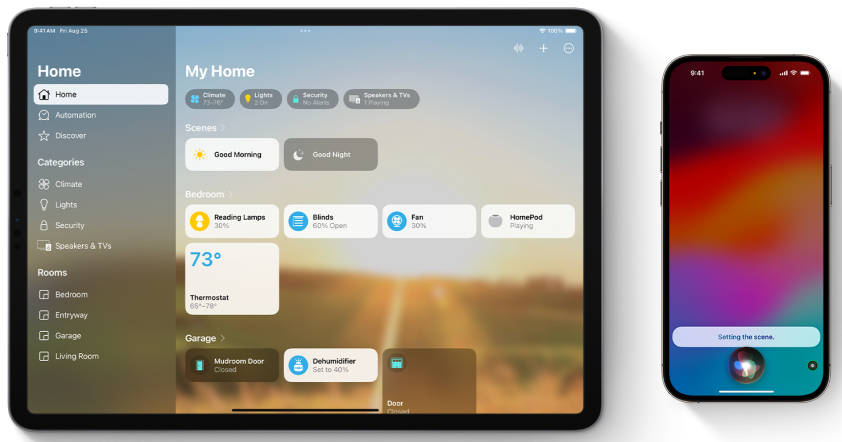 9:41 AM Fri Aug 25
100%
Home
Home
Automation
Discover
Categories
Climate
Lights
Security
Speakers & TVs
Rooms
Bedroom
Entryway
Garage
Living Room
My Home
Climate
73–76°
Lights
2 On
Security
No Alerts
Speakers & TVs
1 Playing
Scenes >
Good Morning
Good Night
Bedroom >
Reading Lamps
30%
Blinds
60% Open
Fan
30%
HomePod
Playing
73°
Thermostat
65°–78°
Garage >
Mudroom Door
Closed
Dehumidifier
Set to 40%
Door
Closed
9:41
Setting the scene.